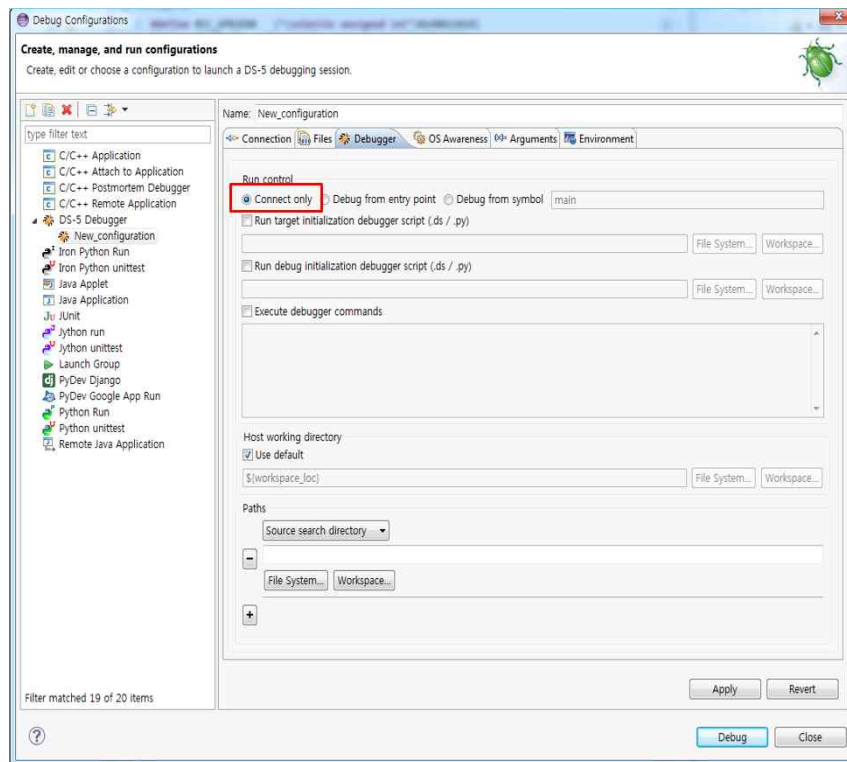 Debug Configurations
Create, manage, and run configurations
Create, edit or choose a configuration to launch a DS-5 debugging session.
type filter text
C/C++ Application
C/C++ Attach to Application
C/C++ Postmortem Debugger
C/C++ Remote Application
DS-5 Debugger
New_configuration
Iron Python Run
Iron Python unittest
Java Applet
Java Application
Ju JUnit
Jython run
Jython unittest
Launch Group
PyDev Django
PyDev Google App Run
Python Run
Python unittest
Remote Java Application
Filter matched 19 of 20 items
Name: New_configuration
Connection Files Debugger OS Awareness Arguments Environment
Run control
Connect only Debug from entry point Debug from symbol main
Run target initialization debugger script (.ds / .py)
File System... Workspace...
Run debug initialization debugger script (.ds / .py)
File System... Workspace...
Execute debugger commands
Host working directory
Use default
${workspace_loc} File System... Workspace...
Paths
Source search directory
File System... Workspace...
Apply Revert
Debug Close